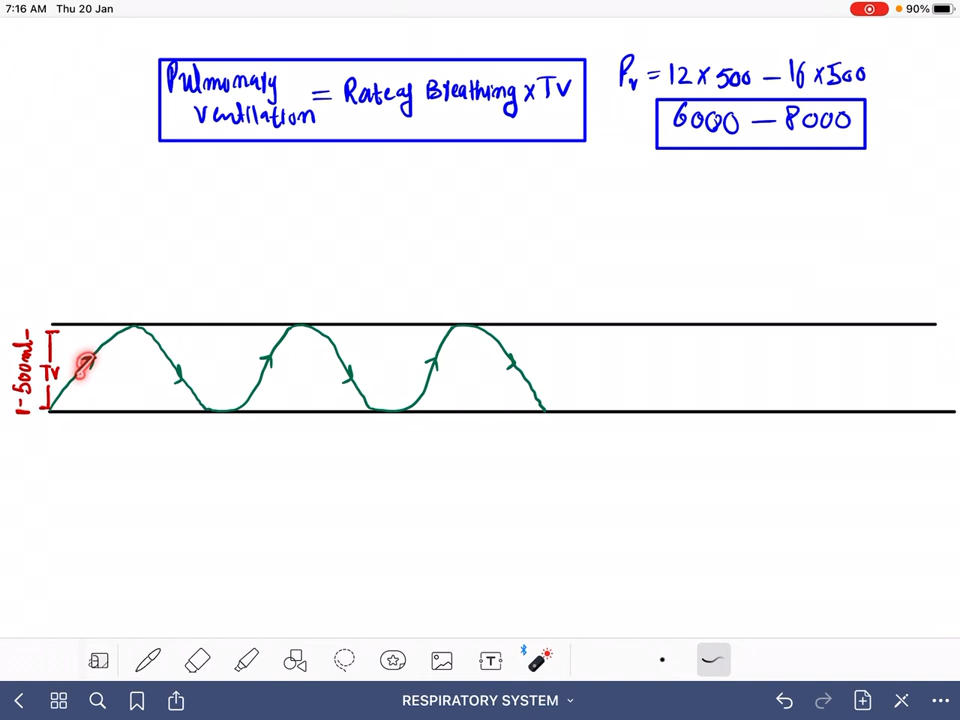 7:16 AM Thu 20 Jan
90%
Pulmonary ventilation = Rate of Breathing × TV
Pv = 12 × 500 – 16 × 500
6000 – 8000
TV
500ml
T
RESPIRATORY SYSTEM